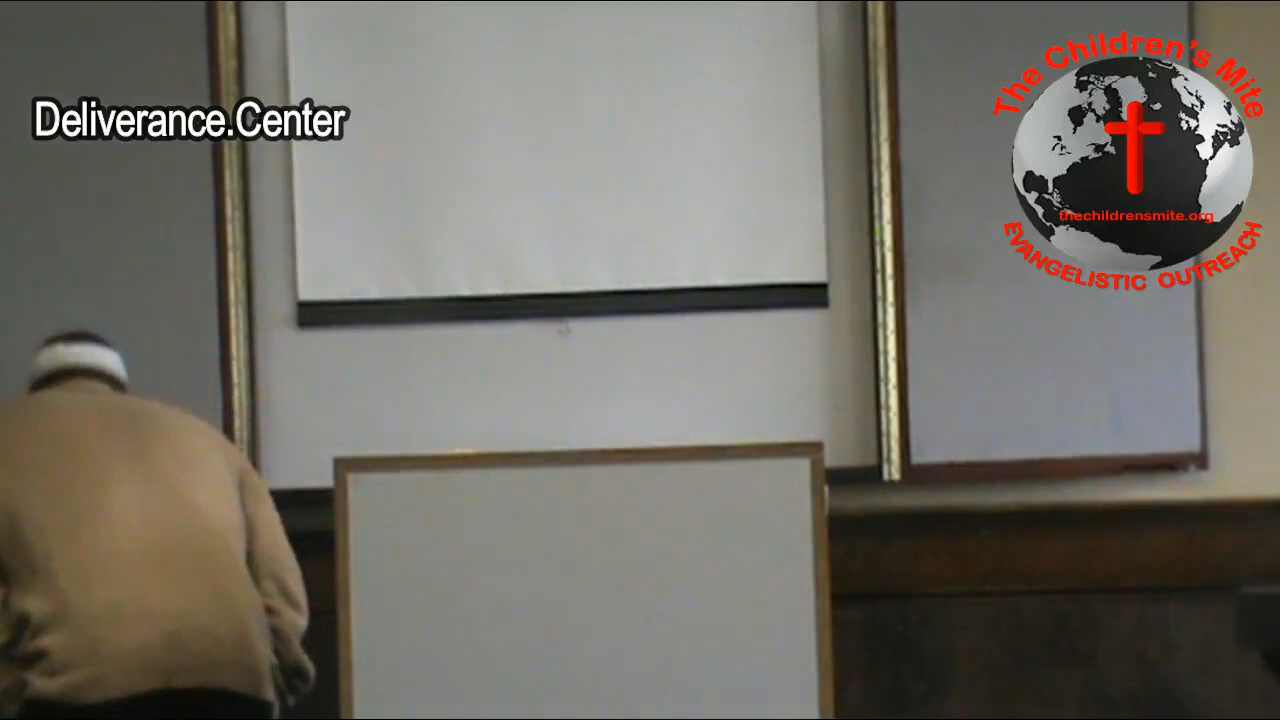 Deliverance.Center
The Children's Mite
thechildrensmite.org
EVANGELISTIC OUTREACH